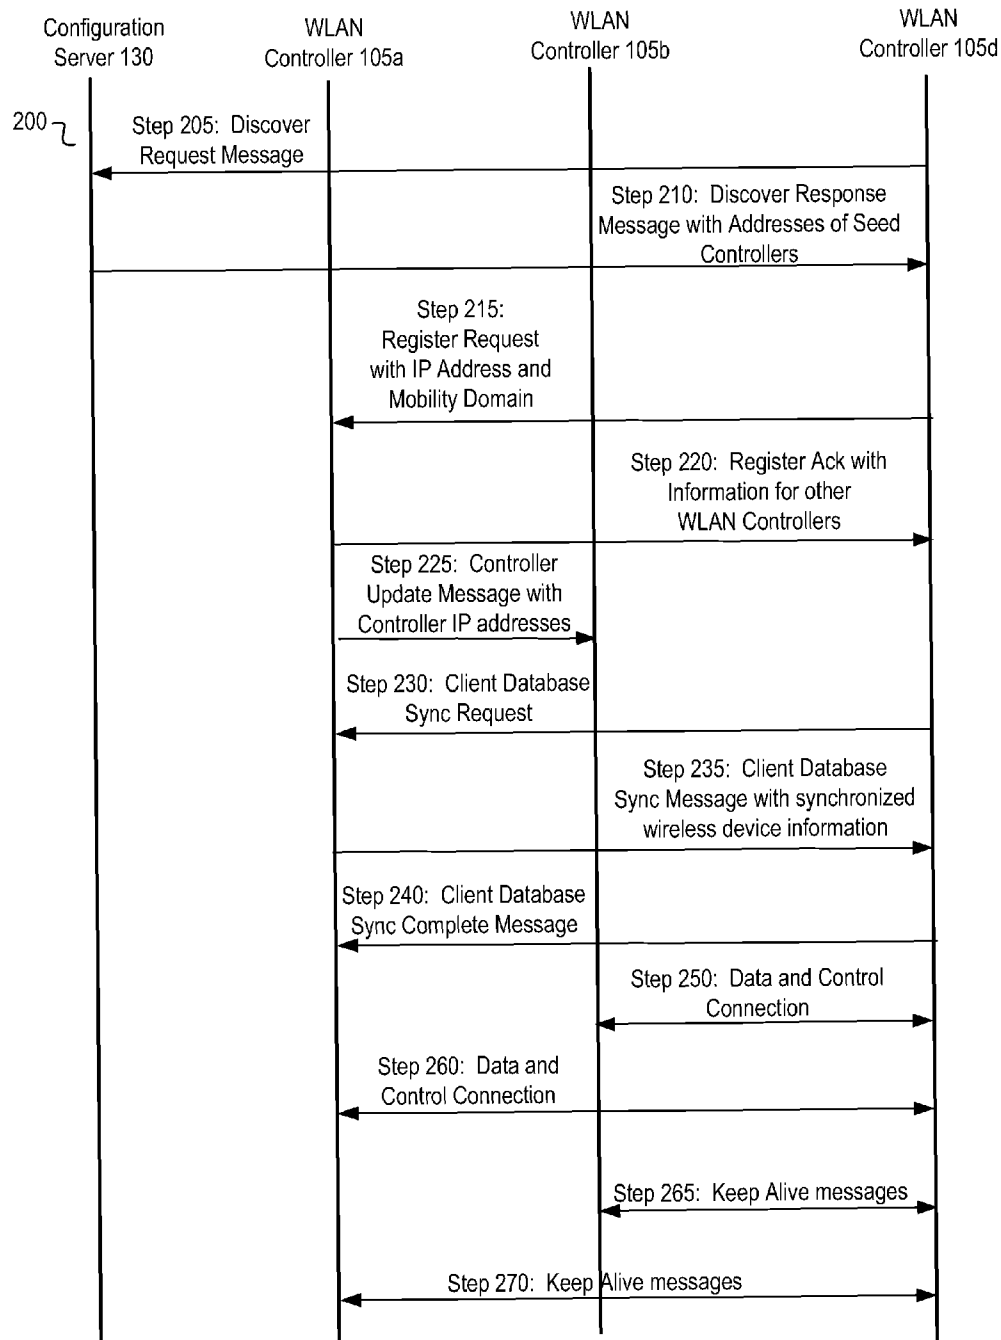 Configuration
Server 130
WLAN
Controller 105a
WLAN
Controller 105b
WLAN
Controller 105d
200
Step 205: Discover
Request Message
Step 210: Discover Response
Message with Addresses of Seed
Controllers
Step 215:
Register Request
with IP Address and
Mobility Domain
Step 220: Register Ack with
Information for other
WLAN Controllers
Step 225: Controller
Update Message with
Controller IP addresses
Step 230: Client Database
Sync Request
Step 235: Client Database
Sync Message with synchronized
wireless device information
Step 240: Client Database
Sync Complete Message
Step 250: Data and Control
Connection
Step 260: Data and
Control Connection
Step 265: Keep Alive messages
Step 270: Keep Alive messages